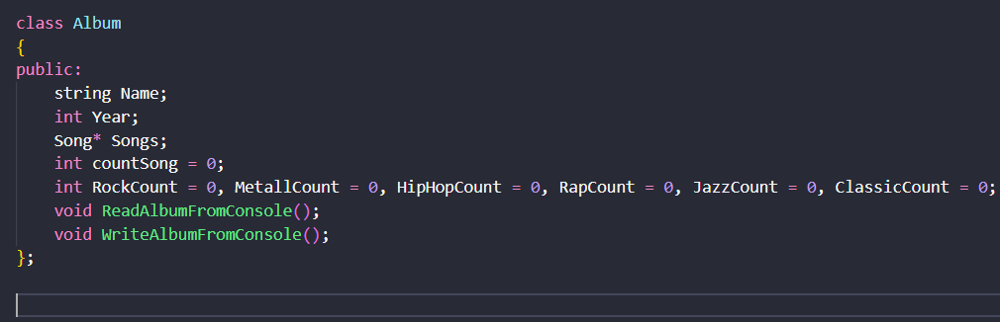 class Album
{
public:
    string Name;
    int Year;
    Song* Songs;
    int countSong = 0;
    int RockCount = 0, MetallCount = 0, HipHopCount = 0, RapCount = 0, JazzCount = 0, ClassicCount = 0;
    void ReadAlbumFromConsole();
    void WriteAlbumFromConsole();
};